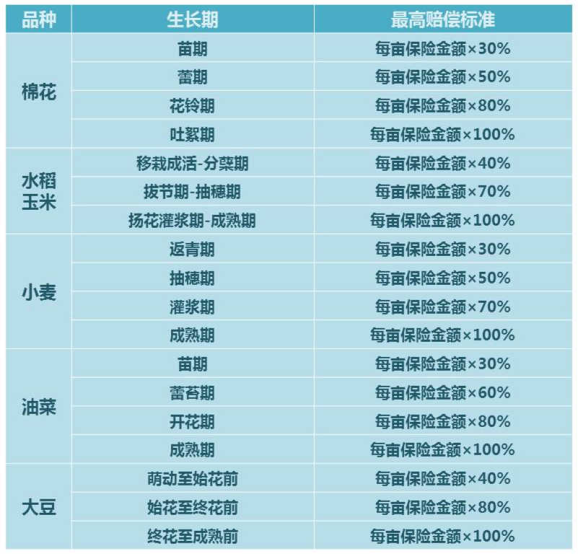 品种 生长期 最高赔偿标准
棉花
苗期 每亩保险金额×30%
蕾期 每亩保险金额×50%
花铃期 每亩保险金额×80%
吐絮期 每亩保险金额×100%
水稻
玉米
移栽成活-分蘖期 每亩保险金额×40%
拔节期-抽穗期 每亩保险金额×70%
扬花灌浆期-成熟期 每亩保险金额×100%
小麦
返青期 每亩保险金额×30%
抽穗期 每亩保险金额×50%
灌浆期 每亩保险金额×70%
成熟期 每亩保险金额×100%
油菜
苗期 每亩保险金额×30%
蕾苔期 每亩保险金额×60%
开花期 每亩保险金额×80%
成熟期 每亩保险金额×100%
大豆
萌动至始花前 每亩保险金额×40%
始花至终花前 每亩保险金额×80%
终花至成熟前 每亩保险金额×100%